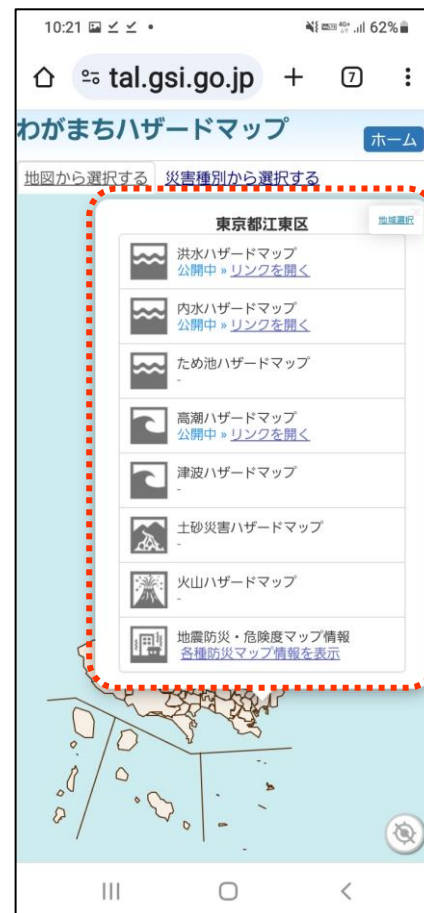 10:21
62%
tal.gsi.go.jp
7
わがまちハザードマップ
ホーム
地図から選択する 災害種別から選択する
東京都江東区
地域選択
洪水ハザードマップ
公開中 » リンクを開く
内水ハザードマップ
公開中 » リンクを開く
ため池ハザードマップ
-
高潮ハザードマップ
公開中 » リンクを開く
津波ハザードマップ
-
土砂災害ハザードマップ
-
火山ハザードマップ
-
地震防災・危険度マップ情報
各種防災マップ情報を表示